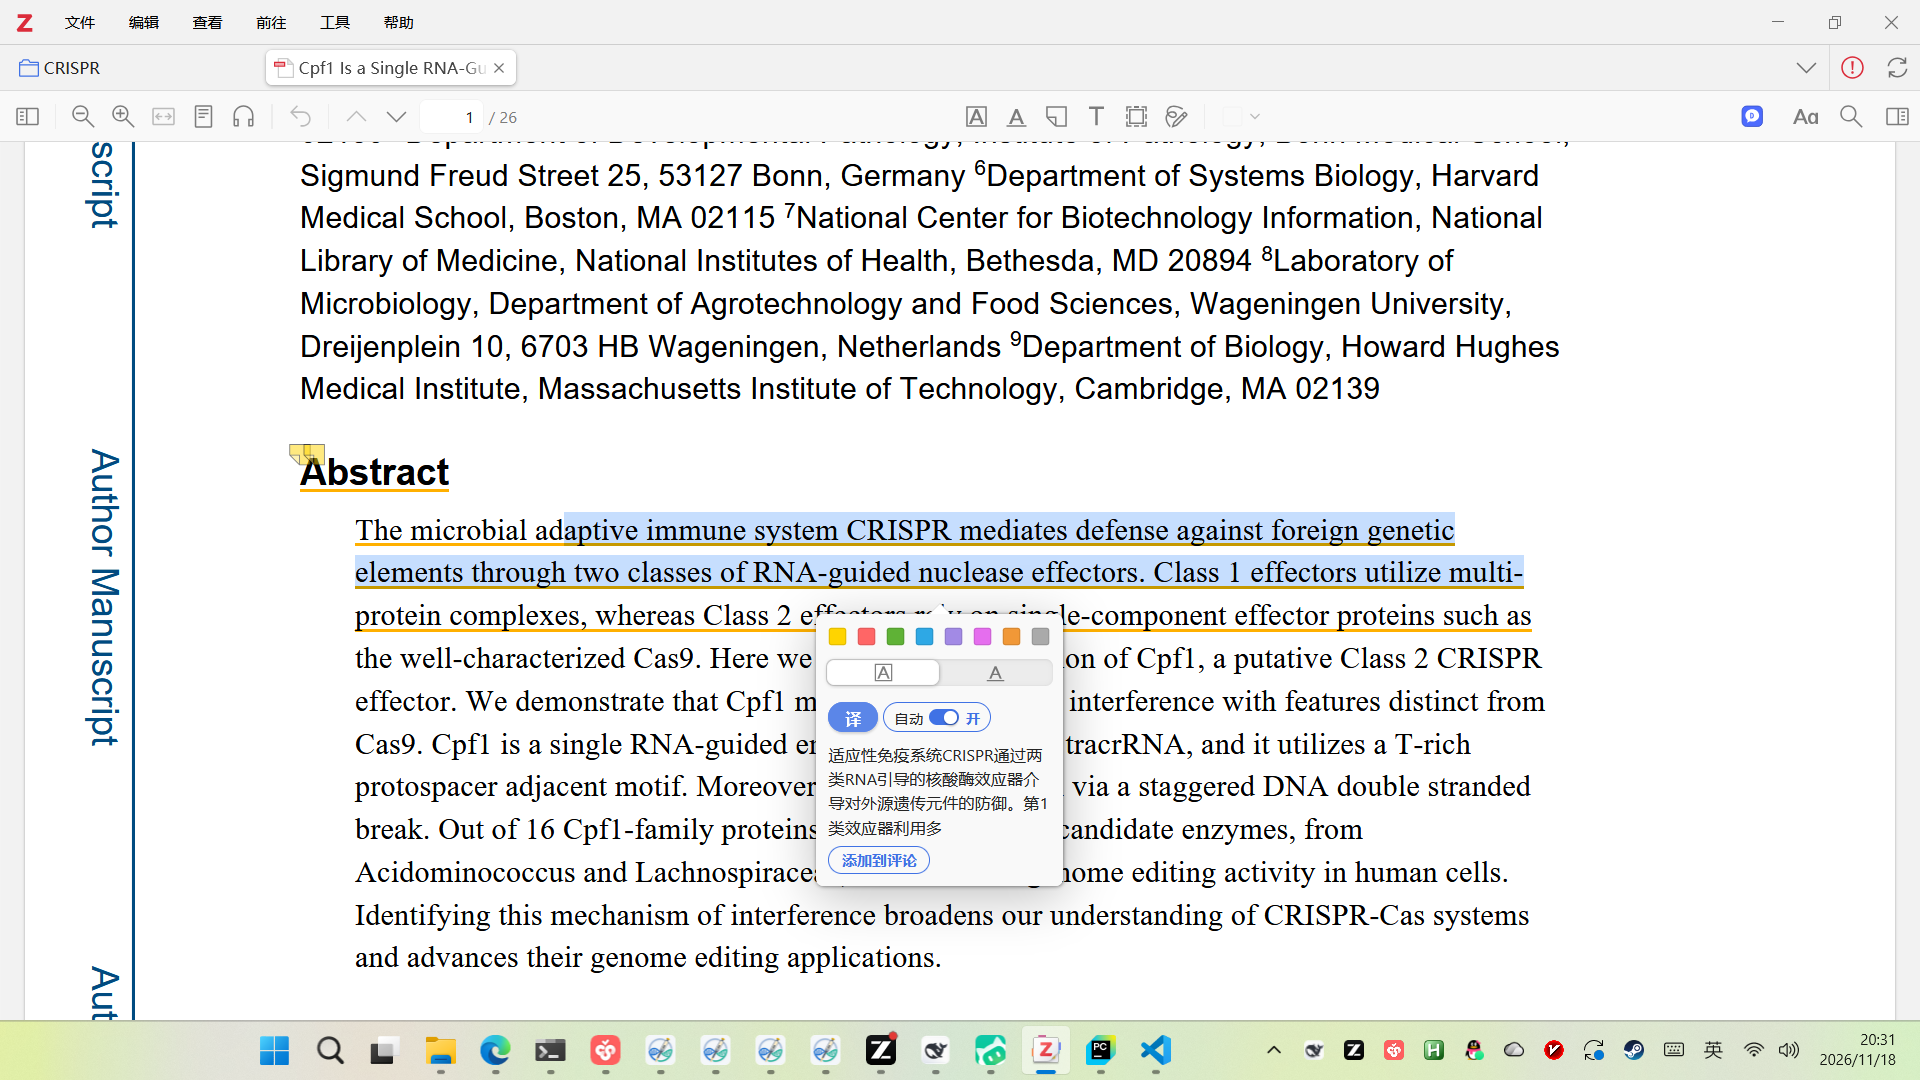 文件 编辑 查看 前往 工具 帮助
CRISPR
Cpf1 Is a Single RNA-Gu
1 / 26
Sigmund Freud Street 25, 53127 Bonn, Germany ⁶Department of Systems Biology, Harvard
Medical School, Boston, MA 02115 ⁷National Center for Biotechnology Information, National
Library of Medicine, National Institutes of Health, Bethesda, MD 20894 ⁸Laboratory of
Microbiology, Department of Agrotechnology and Food Sciences, Wageningen University,
Dreijenplein 10, 6703 HB Wageningen, Netherlands ⁹Department of Biology, Howard Hughes
Medical Institute, Massachusetts Institute of Technology, Cambridge, MA 02139
script
Author Manuscript
Aut
Abstract
The microbial adaptive immune system CRISPR mediates defense against foreign genetic
elements through two classes of RNA-guided nuclease effectors. Class 1 effectors utilize multi-
protein complexes, whereas Class 2 effectors rely on single-component effector proteins such as
the well-characterized Cas9. Here we on of Cpf1, a putative Class 2 CRISPR
effector. We demonstrate that Cpf1 m interference with features distinct from
Cas9. Cpf1 is a single RNA-guided en tracrRNA, and it utilizes a T-rich
protospacer adjacent motif. Moreover via a staggered DNA double stranded
break. Out of 16 Cpf1-family proteins candidate enzymes, from
Acidominococcus and Lachnospiracea nome editing activity in human cells.
Identifying this mechanism of interference broadens our understanding of CRISPR-Cas systems
and advances their genome editing applications.
译 自动 开
适应性免疫系统CRISPR通过两
类RNA引导的核酸酶效应器介
导对外源遗传元件的防御。第1
类效应器利用多
添加到评论
英
20:31
2026/11/18